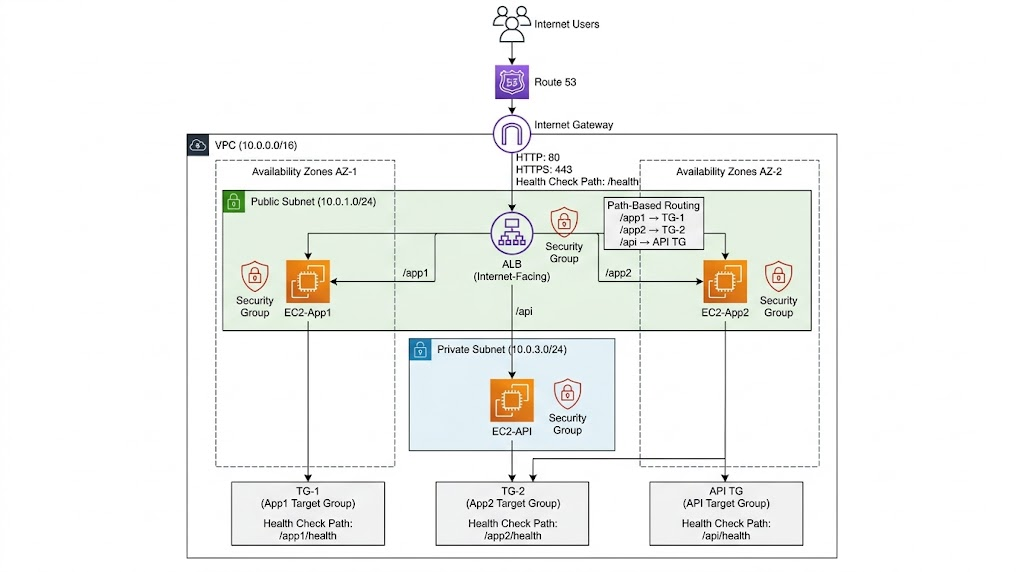 Internet Users
Route 53
Internet Gateway
VPC (10.0.0.0/16)
HTTP: 80
HTTPS: 443
Health Check Path: /health
Availability Zones AZ-1
Availability Zones AZ-2
Public Subnet (10.0.1.0/24)
Path-Based Routing
/app1 → TG-1
/app2 → TG-2
/api → API TG
Security
Group
ALB
(Internet-Facing)
/app1
/app2
Security
Group
EC2-App1
EC2-App2
Security
Group
/api
Private Subnet (10.0.3.0/24)
EC2-API
Security
Group
TG-1
(App1 Target Group)
Health Check Path:
/app1/health
TG-2
(App2 Target Group)
Health Check Path:
/app2/health
API TG
(API Target Group)
Health Check Path:
/api/health